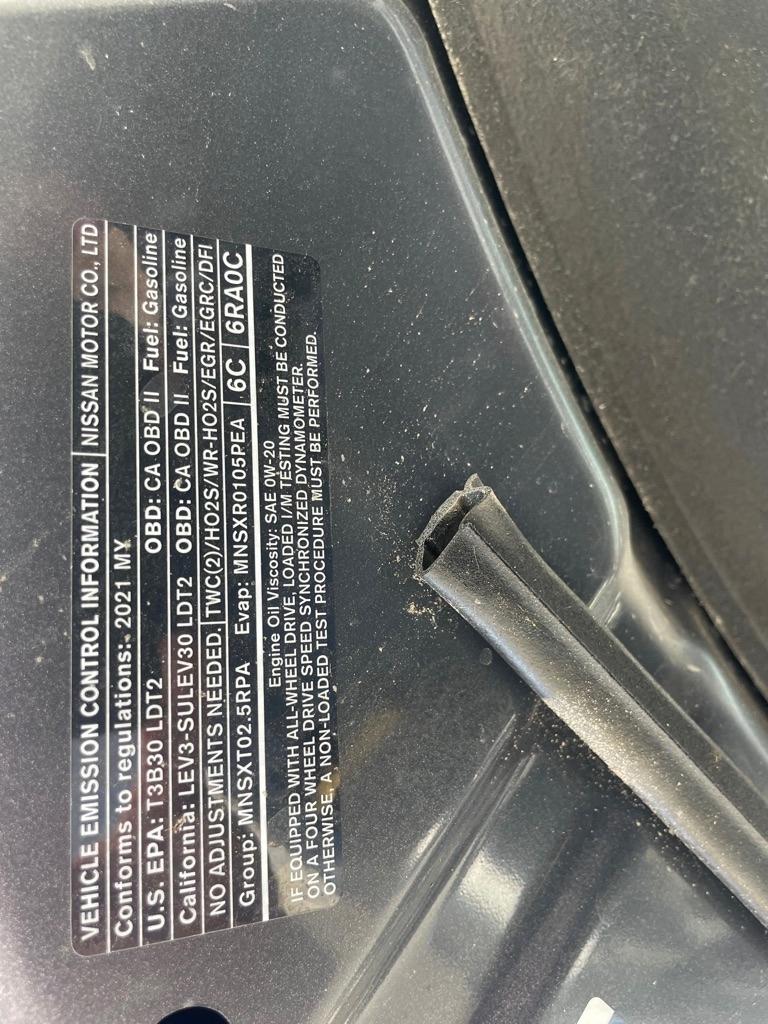 VEHICLE EMISSION CONTROL INFORMATION NISSAN MOTOR CO., LTD
Conforms to regulations: 2021 MY
U.S. EPA: T3B30 LDT2 OBD: CA OBD II Fuel: Gasoline
California: LEV3-SULEV30 LDT2 OBD: CA OBD II Fuel: Gasoline
NO ADJUSTMENTS NEEDED. TWC(2)/HO2S/WR-HO2S/EGR/EGRC/DFI
Group: MNSXT02.5RPA Evap: MNSXR0105PEA 6C 6RA0C
Engine Oil Viscosity: SAE 0W-20
IF EQUIPPED WITH ALL-WHEEL DRIVE, LOADED I/M TESTING MUST BE CONDUCTED
ON A FOUR WHEEL DRIVE SPEED SYNCHRONIZED DYNAMOMETER.
OTHERWISE, A NON-LOADED TEST PROCEDURE MUST BE PERFORMED.